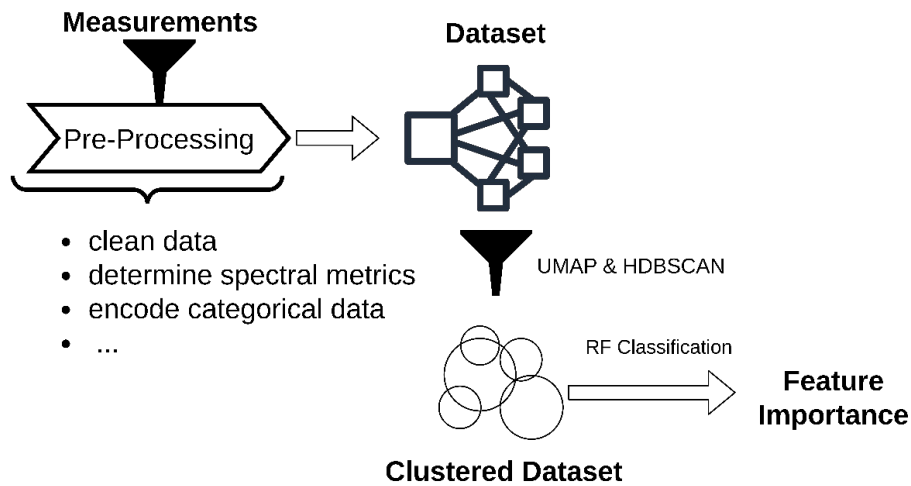 Measurements
Dataset
Pre-Processing
• clean data
• determine spectral metrics
• encode categorical data
• ...
UMAP & HDBSCAN
RF Classification
Feature
Importance
Clustered Dataset